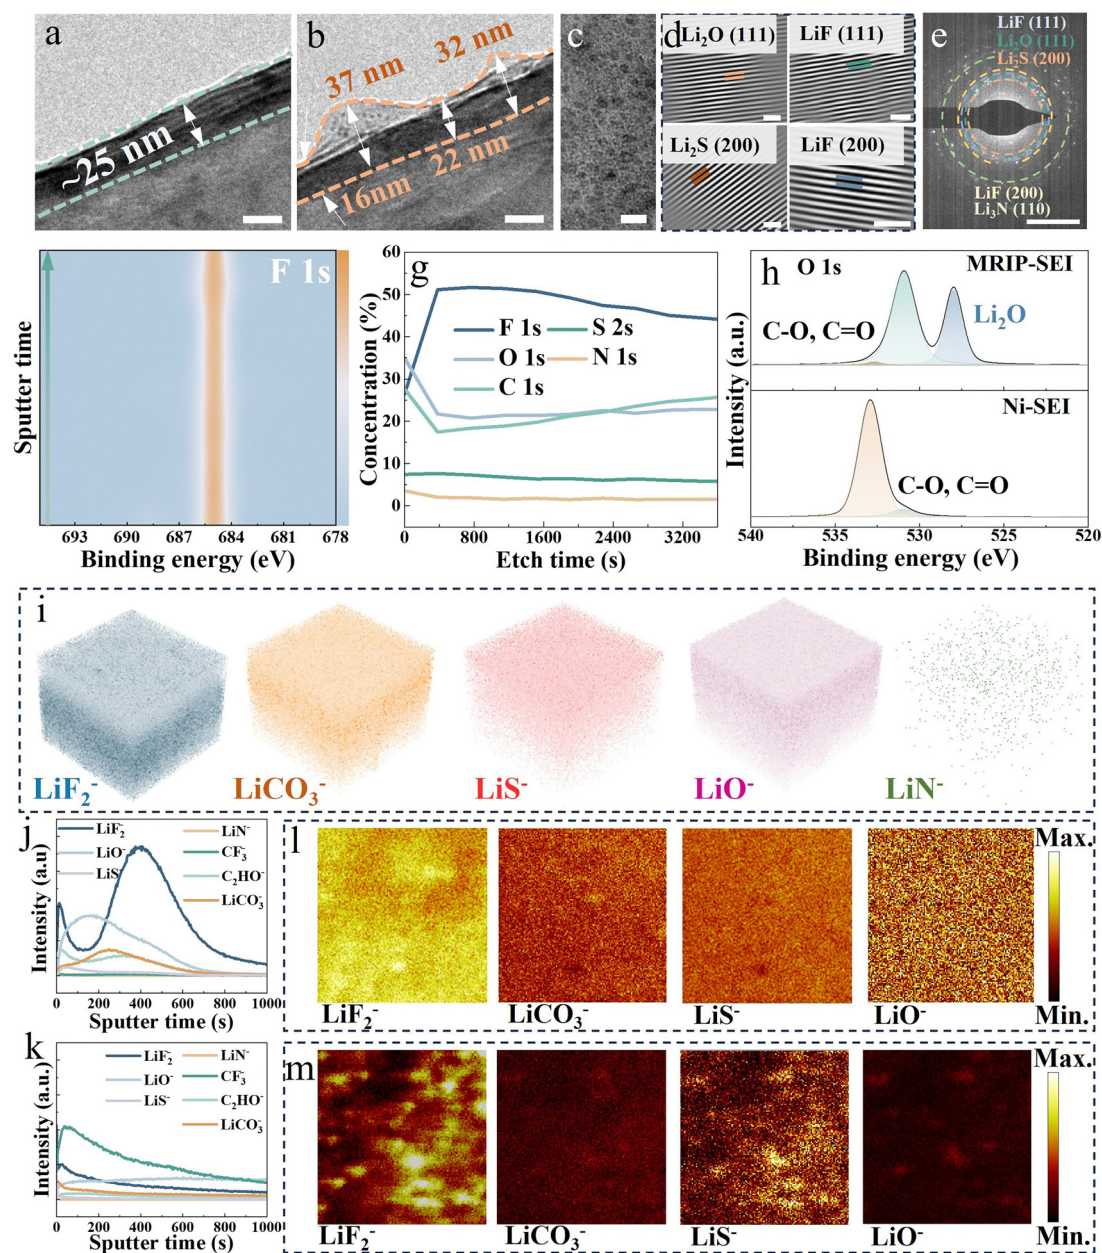 a
~25 nm
b
37 nm
32 nm
16nm
22 nm
c
d
Li₂O (111)
LiF (111)
Li₂S (200)
LiF (200)
e
LiF (111)
Li₂O (111)
Li₂S (200)
LiF (200)
Li₃N (110)
F 1s
Sputter time
693 690 687 684 681 678
Binding energy (eV)
g
60
50
40
30
20
10
0
Concentration (%)
F 1s
O 1s
C 1s
S 2s
N 1s
0 800 1600 2400 3200
Etch time (s)
h
O 1s
MRIP-SEI
C-O, C=O
Li₂O
Ni-SEI
C-O, C=O
Intensity (a.u.)
540 535 530 525 520
Binding energy (eV)
i
LiF₂⁻
LiCO₃⁻
LiS⁻
LiO⁻
LiN⁻
j
LiF₂⁻
LiO⁻
LiS⁻
LiN⁻
CF₃⁻
C₂HO⁻
LiCO₃⁻
Intensity (a.u)
0 200 400 600 800 1000
Sputter time (s)
k
LiF₂⁻
LiO⁻
LiS⁻
LiN⁻
CF₃⁻
C₂HO⁻
LiCO₃⁻
Intensity (a.u.)
0 200 400 600 800 1000
Sputter time (s)
l
LiF₂⁻
LiCO₃⁻
LiS⁻
LiO⁻
Max.
Min.
m
LiF₂⁻
LiCO₃⁻
LiS⁻
LiO⁻
Max.
Min.